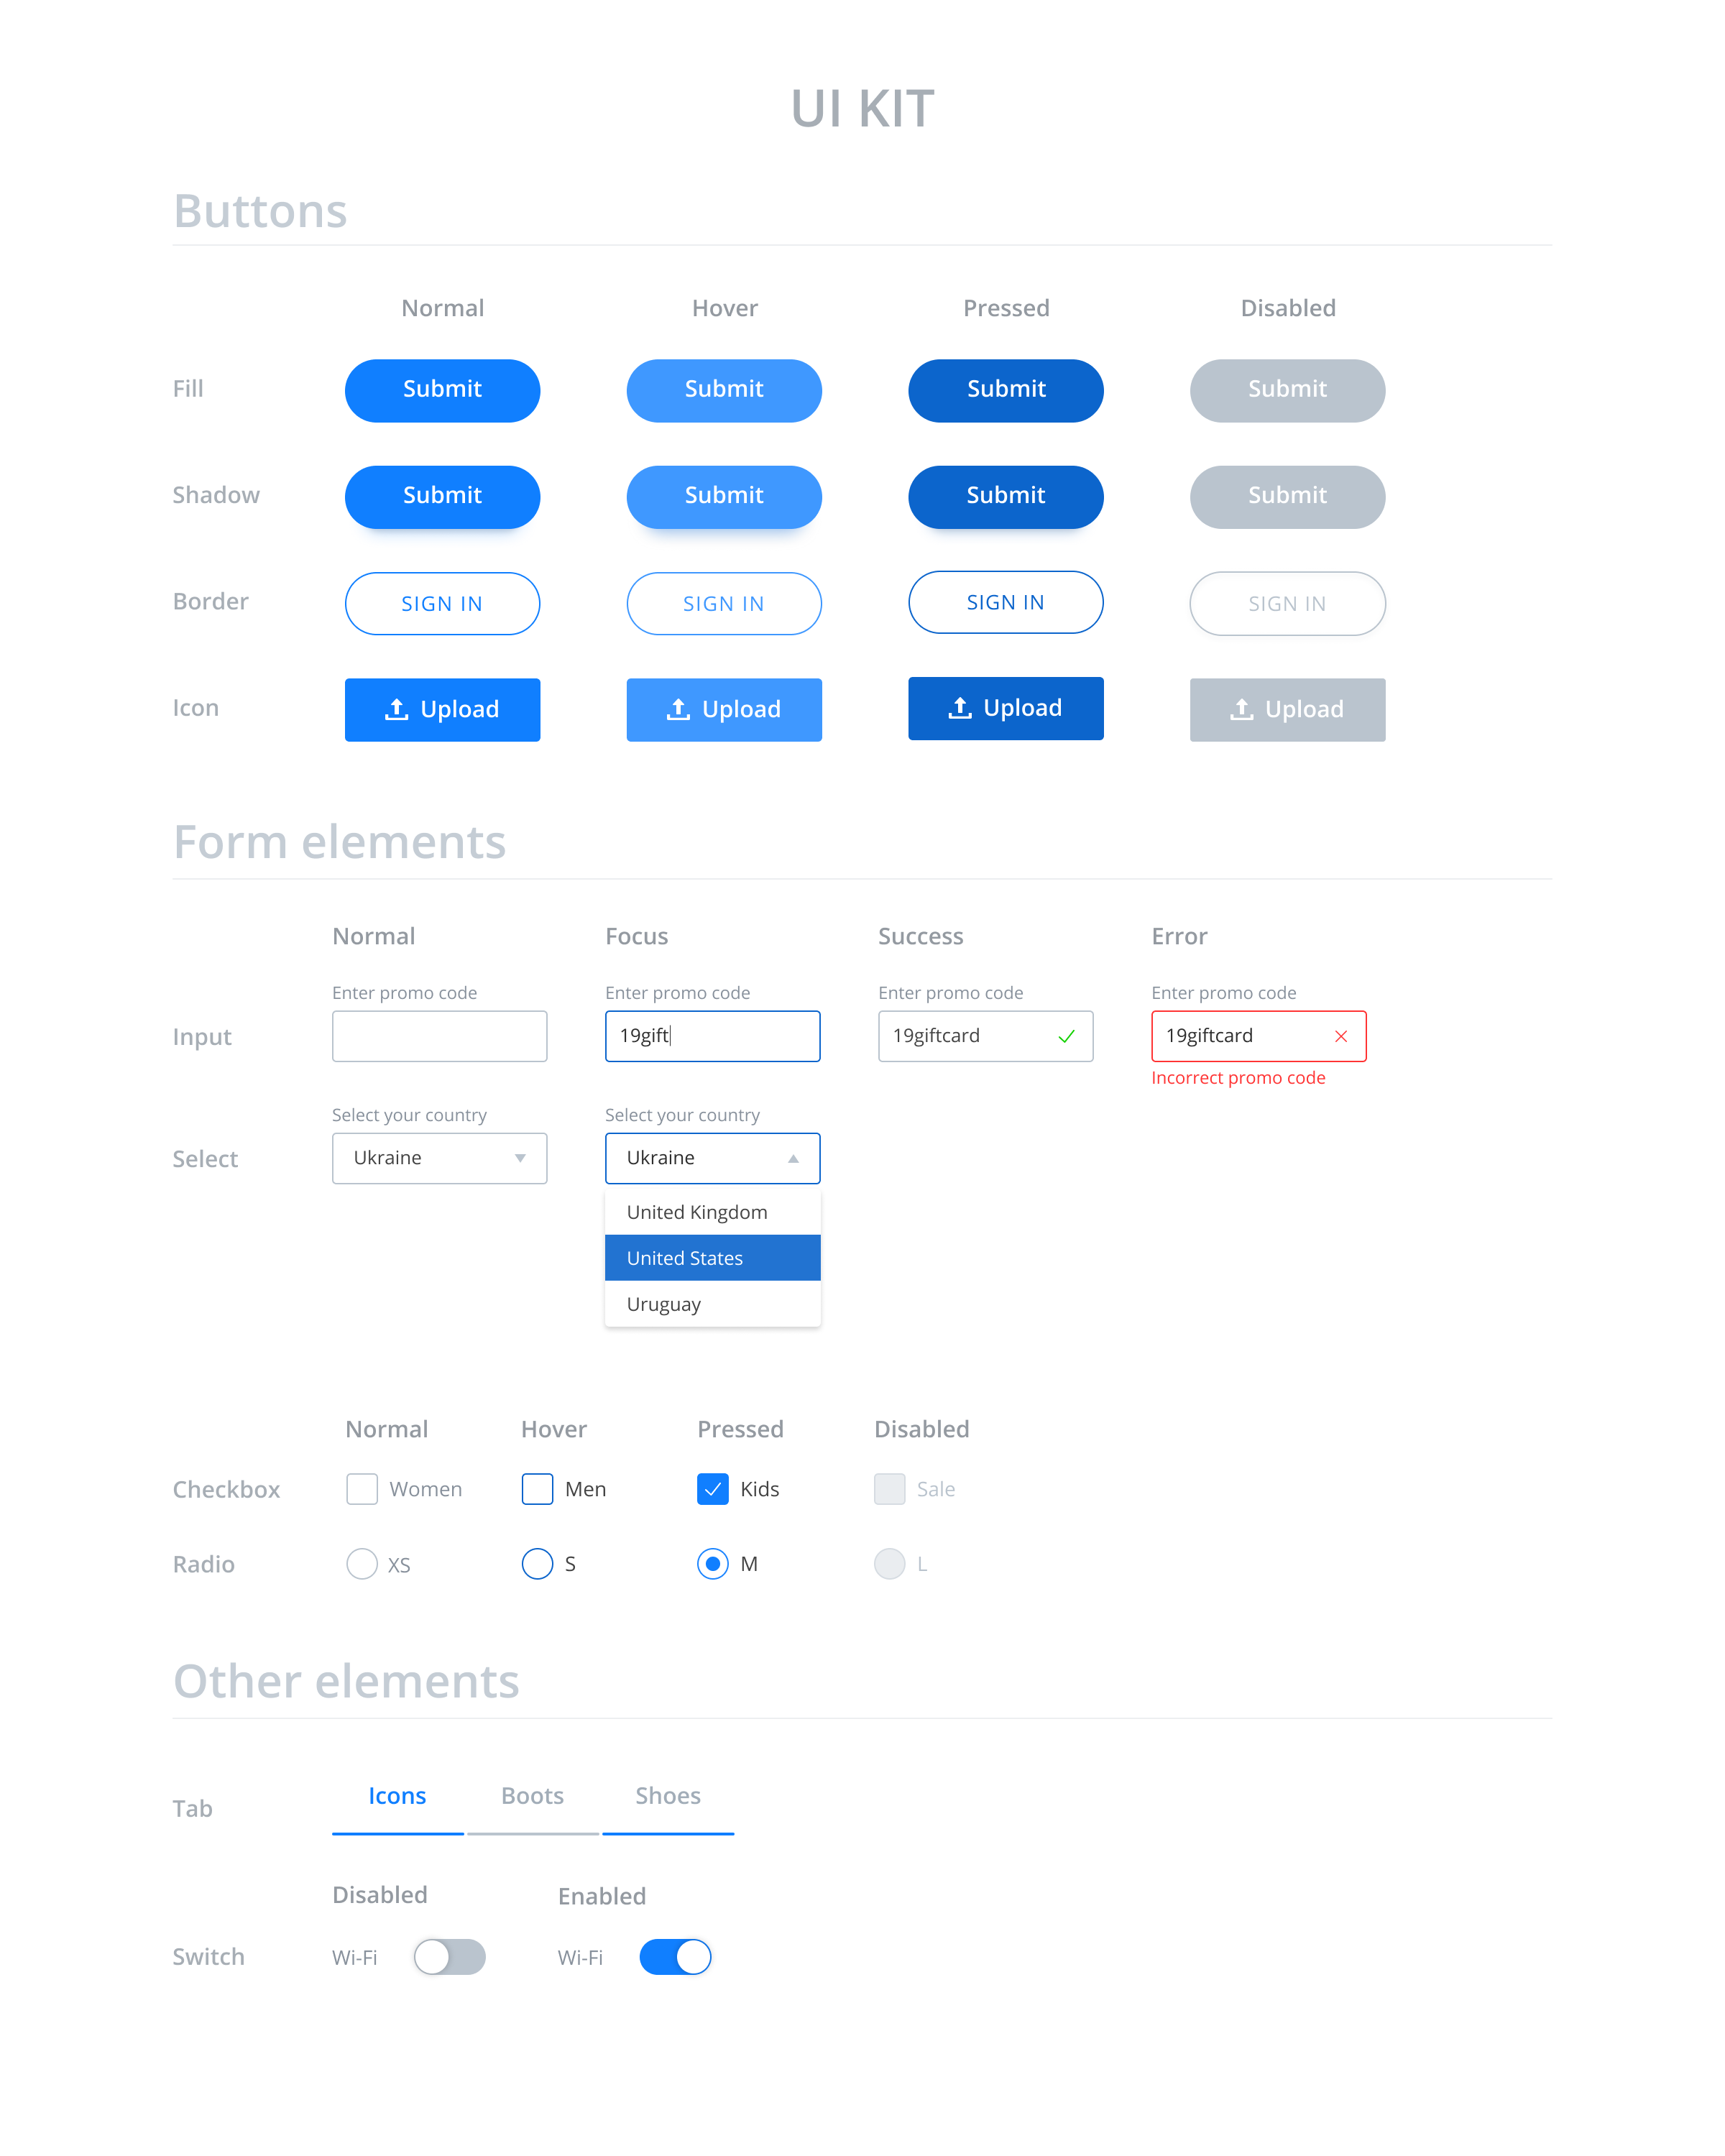 UI KIT
Buttons
Normal Hover Pressed Disabled
Fill Submit Submit Submit Submit
Shadow Submit Submit Submit Submit
Border SIGN IN SIGN IN SIGN IN SIGN IN
Icon Upload Upload Upload Upload
Form elements
Normal Focus Success Error
Enter promo code Enter promo code Enter promo code Enter promo code
Input 19gift 19giftcard 19giftcard
Incorrect promo code
Select your country Select your country
Select Ukraine Ukraine
United Kingdom
United States
Uruguay
Normal Hover Pressed Disabled
Checkbox Women Men Kids Sale
Radio XS S M L
Other elements
Tab Icons Boots Shoes
Disabled Enabled
Switch Wi-Fi Wi-Fi